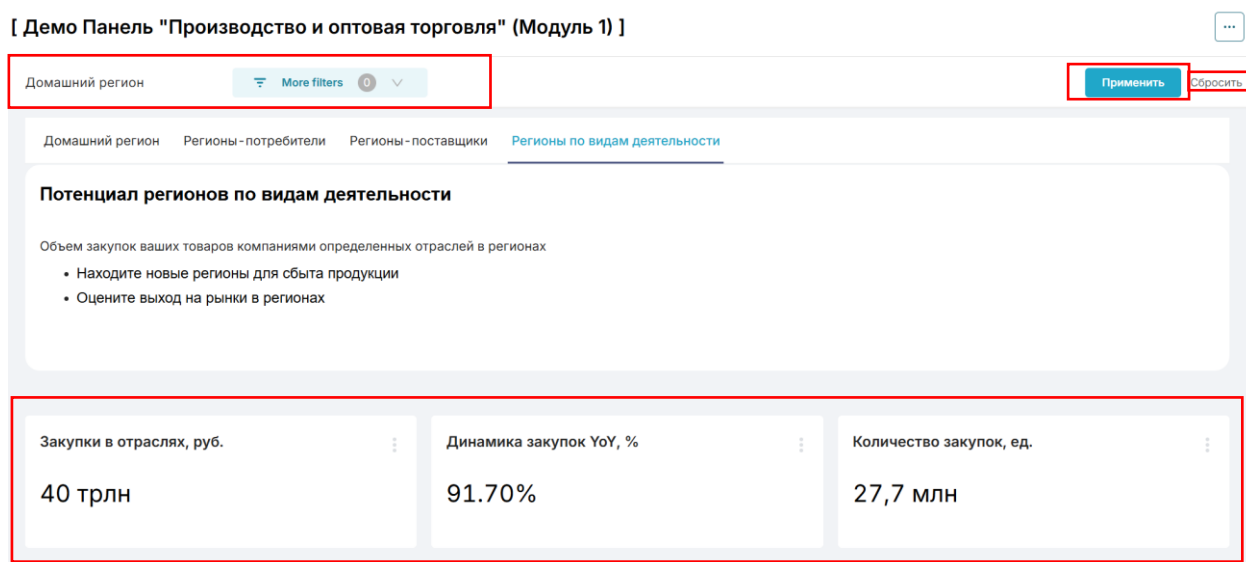 [ Демо Панель "Производство и оптовая торговля" (Модуль 1) ]
Домашний регион More filters 0 Применить Сбросить
Домашний регион Регионы-потребители Регионы-поставщики Регионы по видам деятельности
Потенциал регионов по видам деятельности
Объем закупок ваших товаров компаниями определенных отраслей в регионах
• Находите новые регионы для сбыта продукции
• Оцените выход на рынки в регионах
Закупки в отраслях, руб. Динамика закупок YoY, % Количество закупок, ед.
40 трлн 91.70% 27,7 млн